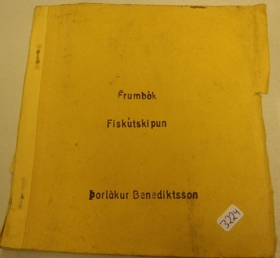 Frumbók
Fiskútskipun
Þorlákur Benediktsson
3224